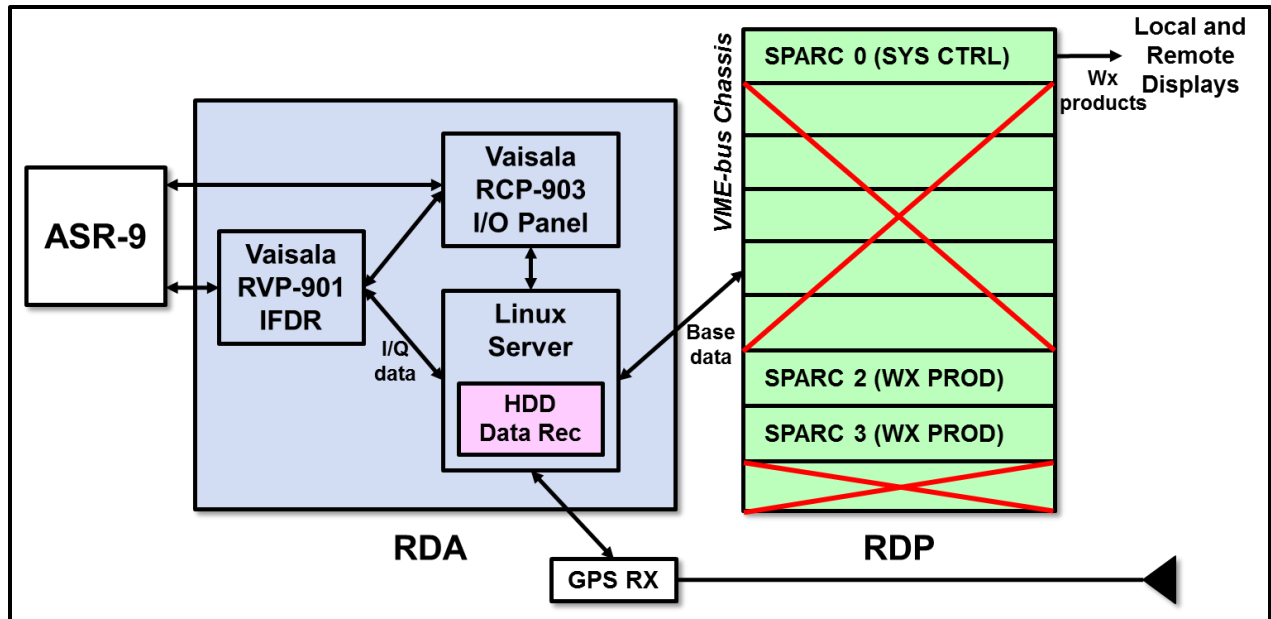 ASR-9
Vaisala
RVP-901
IFDR
Vaisala
RCP-903
I/O Panel
I/Q
data
Linux
Server
HDD
Data Rec
RDA
GPS RX
Base
data
VME-bus Chassis
SPARC 0 (SYS CTRL)
SPARC 2 (WX PROD)
SPARC 3 (WX PROD)
RDP
Wx
products
Local and
Remote
Displays